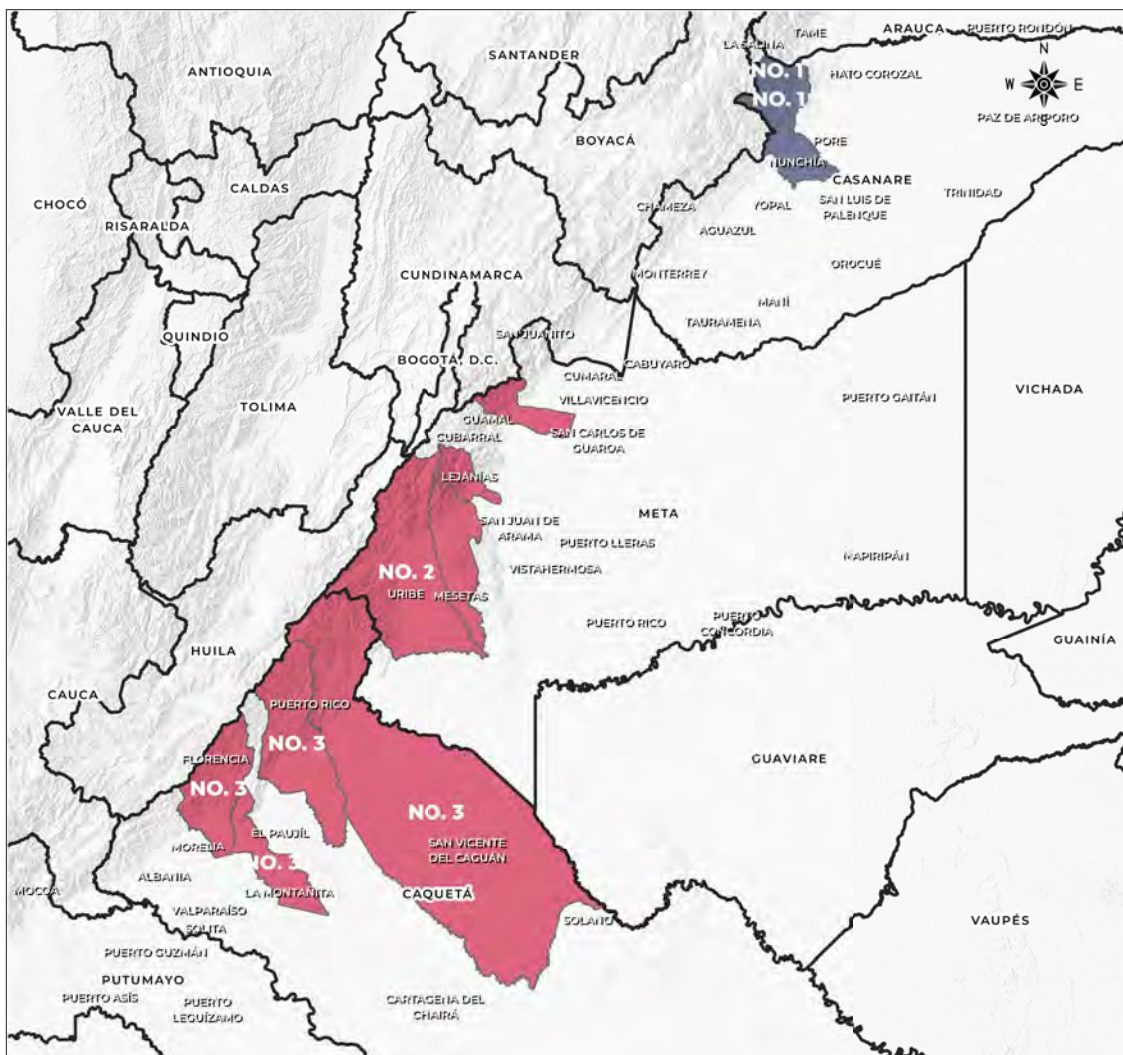 ARAUCA
PUERTO RONDÓN
TAME
LA SALINA
SANTANDER
N
ANTIOQUIA
NO. 1
HATO COROZAL
W
E
NO. 1
S
PAZ DE ARIPORO
BOYACÁ
PORE
NUNCHÍA
CASANARE
CALDAS
TRINIDAD
CHOCÓ
CHAMEZA
YOPAL
SAN LUIS DE
PALENQUE
RISARALDA
AGUAZUL
OROCUÉ
CUNDINAMARCA
MONTERREY
MANÍ
TAURAMENA
QUINDIO
SAN JUANITO
BOGOTÁ, D.C.
CABUYARO
CUMARAL
VICHADA
VILLAVICENCIO
PUERTO GAITÁN
VALLE DEL
CAUCA
TOLIMA
GUAMAL
SAN CARLOS DE
GUAROA
CUBARRAL
LEJANÍAS
META
SAN JUAN DE
ARAMA
PUERTO LLERAS
MAPIRIPÁN
NO. 2
VISTAHERMOSA
URIBE
MESETAS
PUERTO RICO
PUERTO
CONCORDIA
GUAINÍA
HUILA
CAUCA
PUERTO RICO
NO. 3
FLORENCIA
GUAVIARE
NO. 3
NO. 3
EL PAUJÍL
SAN VICENTE
DEL CAGUÁN
MORELIA
NO. 3
ALBANIA
MOCOA
LA MONTAÑITA
CAQUETÁ
VALPARAÍSO
SOLANO
VAUPÉS
SOLITA
PUERTO GUZMÁN
PUTUMAYO
PUERTO ASÍS
PUERTO
LEGUÍZAMO
CARTAGENA DEL
CHAIRÁ